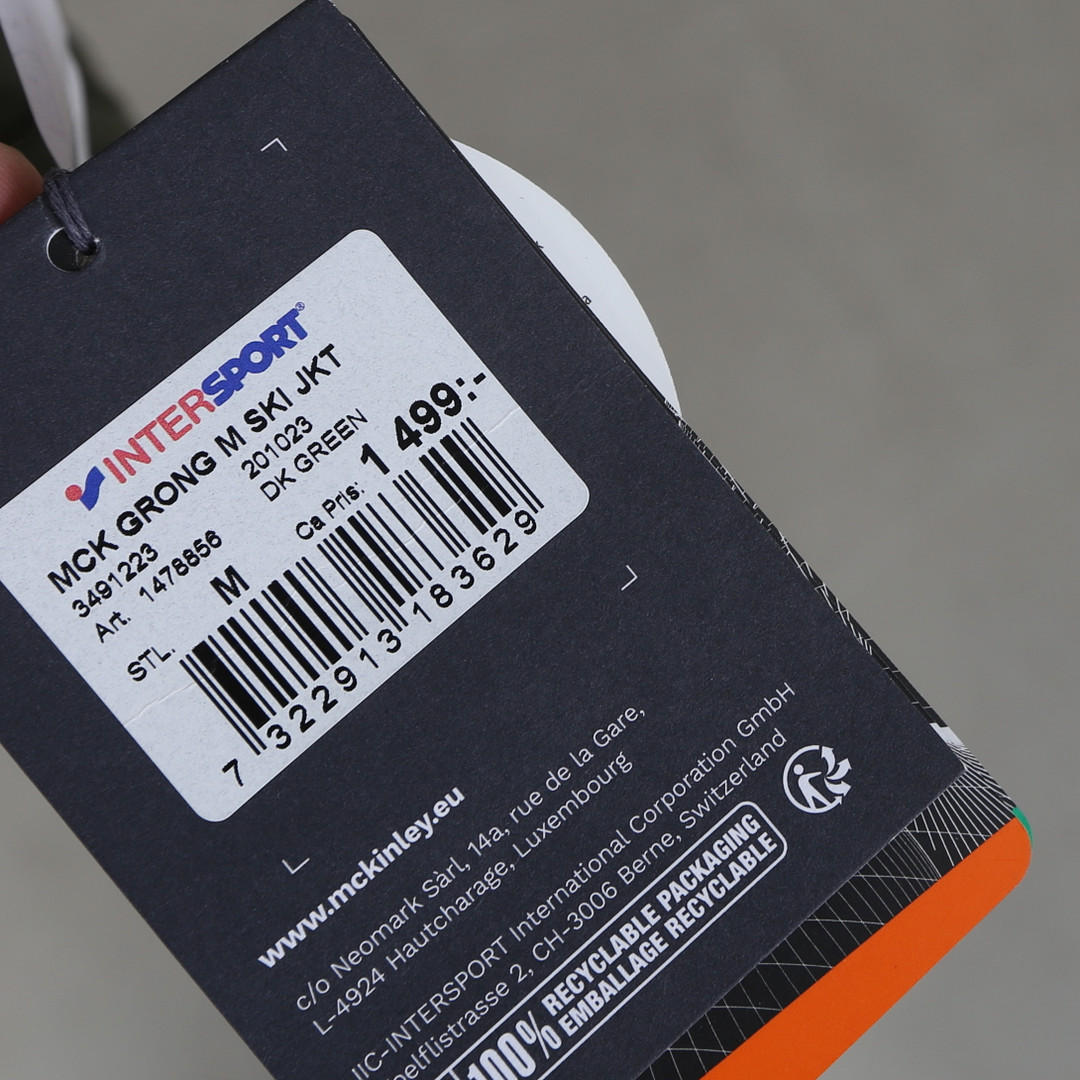 INTERSPORT®
MCK GRONG M SKI JKT
3491223 201023
Art. 1478856 DK GREEN
STL. M Ca Pris: 1 499:-
7 322913 183629
www.mckinley.eu
c/o Neomark Sàrl, 14a, rue de la Gare,
L-4924 Hautcharage, Luxembourg
IIC-INTERSPORT International Corporation GmbH
2, CH-3006 Berne, Switzerland
100% RECYCLABLE PACKAGING
EMBALLAGE RECYCLABLE